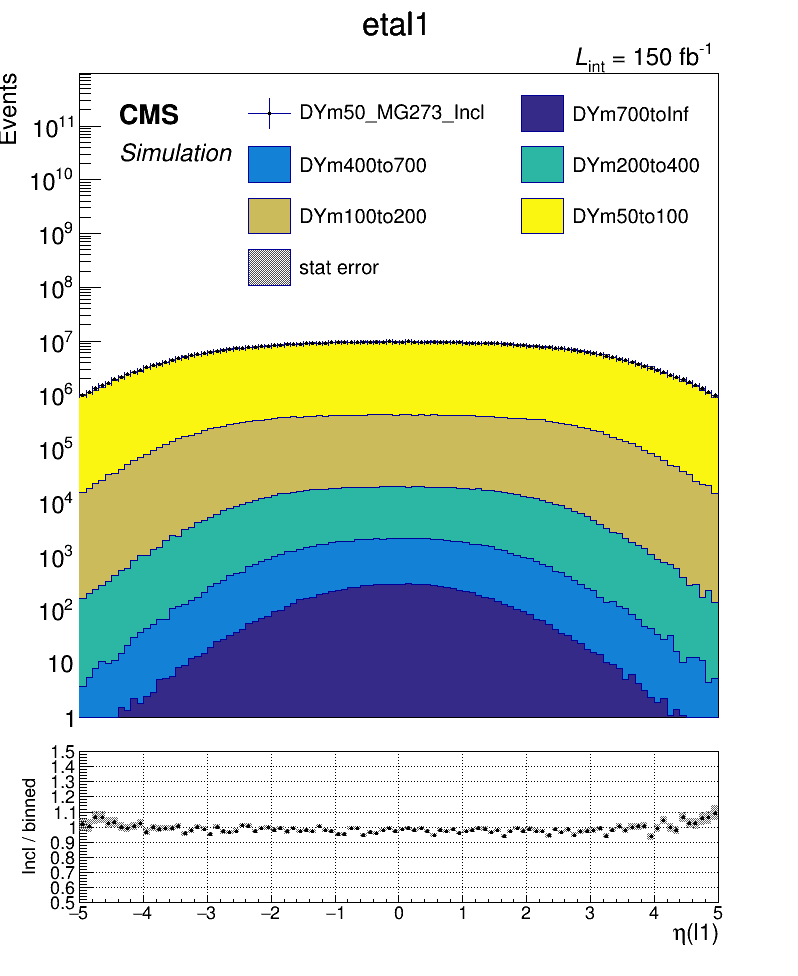 etal1
L_int = 150 fb^-1
Events
CMS
Simulation
DYm50_MG273_Incl
DYm700toInf
DYm400to700
DYm200to400
DYm100to200
DYm50to100
stat error
10^11
10^10
10^9
10^8
10^7
10^6
10^5
10^4
10^3
10^2
10
1
Incl / binned
1.5
1.4
1.3
1.2
1.1
1
0.9
0.8
0.7
0.6
0.5
−5 −4 −3 −2 −1 0 1 2 3 4 5
η(l1)